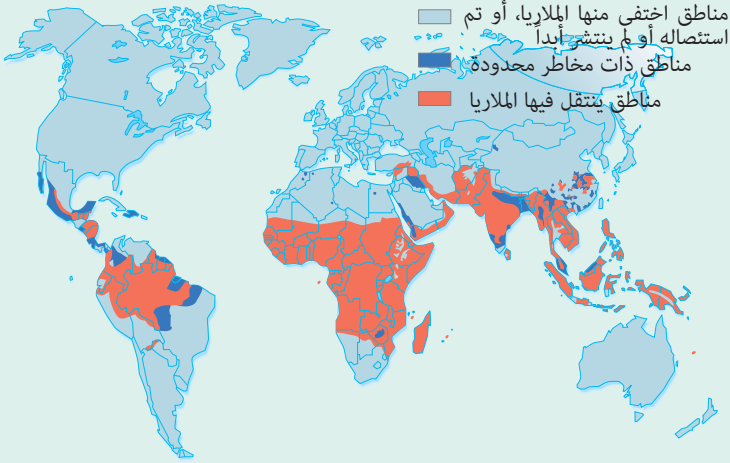 مناطق اختفى منها الملاريا، أو تم
استئصاله أو لم ينتشر أبداً
مناطق ذات مخاطر محدودة
مناطق ينتقل فيها الملاريا